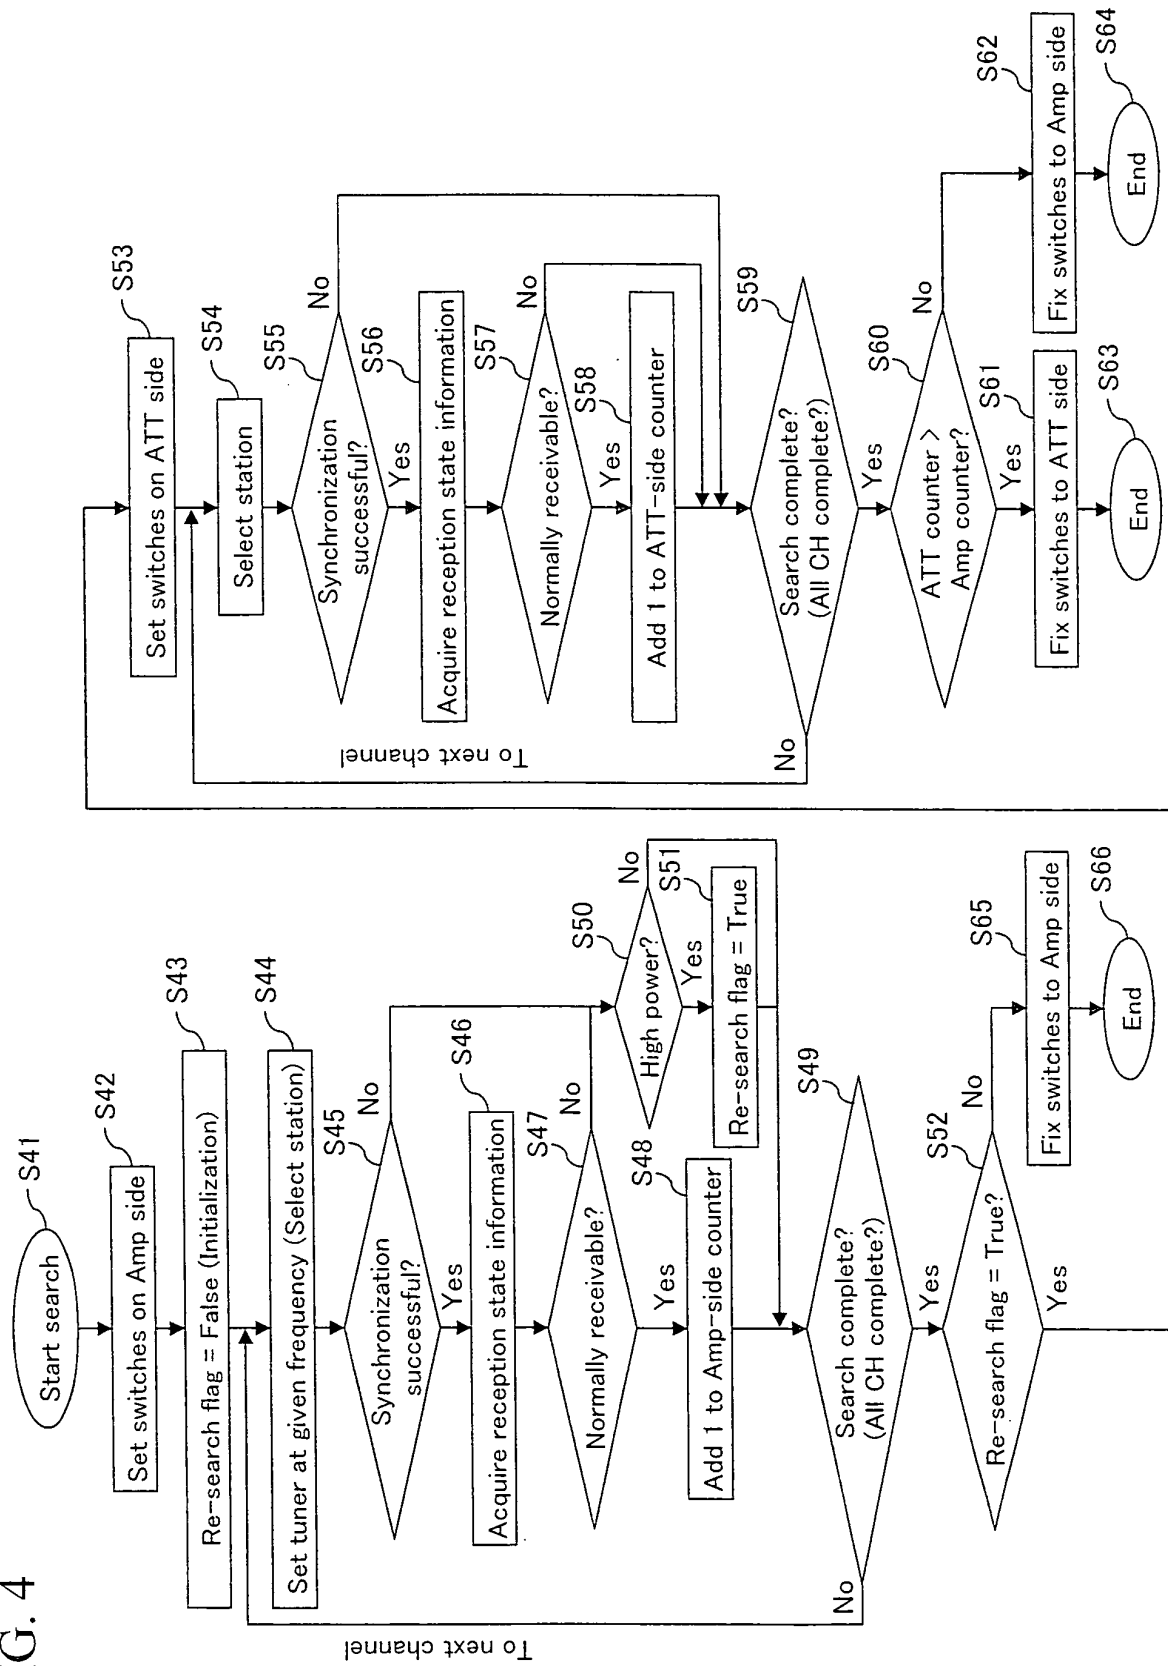 G. 4
Start search
S41
Set switches on Amp side
S42
Re-search flag = False (Initialization)
S43
Set tuner at given frequency (Select station)
S44
Synchronization
successful?
S45
No
Yes
Acquire reception state information
S46
Normally receivable?
S47
No
Yes
Add 1 to Amp-side counter
S48
High power?
S50
No
Yes
Re-search flag = True
S51
Search complete?
(All CH complete?)
S49
No
Yes
To next channel
Re-search flag = True?
S52
No
Yes
Fix switches to Amp side
S65
End
S66
Set switches on ATT side
S53
Select station
S54
Synchronization
successful?
S55
No
Yes
Acquire reception state information
S56
Normally receivable?
S57
No
Yes
Add 1 to ATT-side counter
S58
Search complete?
(All CH complete?)
S59
No
Yes
To next channel
ATT counter >
Amp counter?
S60
No
Yes
Fix switches to ATT side
S61
End
S63
Fix switches to Amp side
S62
End
S64